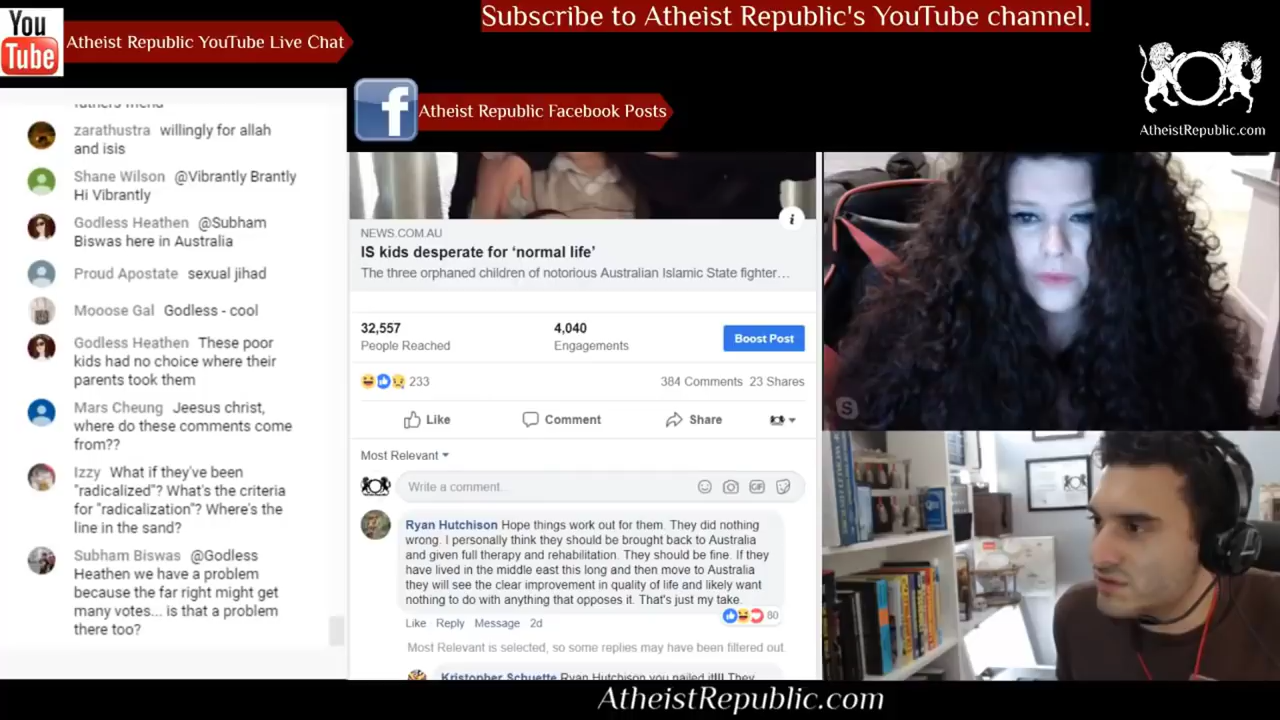 Subscribe to Atheist Republic's YouTube channel.
You
Tube
Atheist Republic YouTube Live Chat
Atheist Republic Facebook Posts
AtheistRepublic.com
zarathustra willingly for allah
and isis
Shane Wilson @Vibrantly Brantly
Hi Vibrantly
Godless Heathen @Subham
Biswas here in Australia
Proud Apostate sexual jihad
Mooose Gal Godless - cool
Godless Heathen These poor
kids had no choice where their
parents took them
Mars Cheung Jeesus christ,
where do these comments come
from??
Izzy What if they've been
"radicalized"? What's the criteria
for "radicalization"? Where's the
line in the sand?
Subham Biswas @Godless
Heathen we have a problem
because the far right might get
many votes... is that a problem
there too?
NEWS.COM.AU
IS kids desperate for 'normal life'
The three orphaned children of notorious Australian Islamic State fighter...
32,557
People Reached
4,040
Engagements
Boost Post
233
384 Comments 23 Shares
Like
Comment
Share
Most Relevant
Write a comment...
GIF
Ryan Hutchison Hope things work out for them. They did nothing
wrong. I personally think they should be brought back to Australia
and given full therapy and rehabilitation. They should be fine. If they
have lived in the middle east this long and then move to Australia
they will see the clear improvement in quality of life and likely want
nothing to do with anything that opposes it. That's just my take.
80
Like Reply Message 2d
Most Relevant is selected, so some replies may have been filtered out.
Kristopher Schuette Ryan Hutchison you nailed it!!! They
AtheistRepublic.com